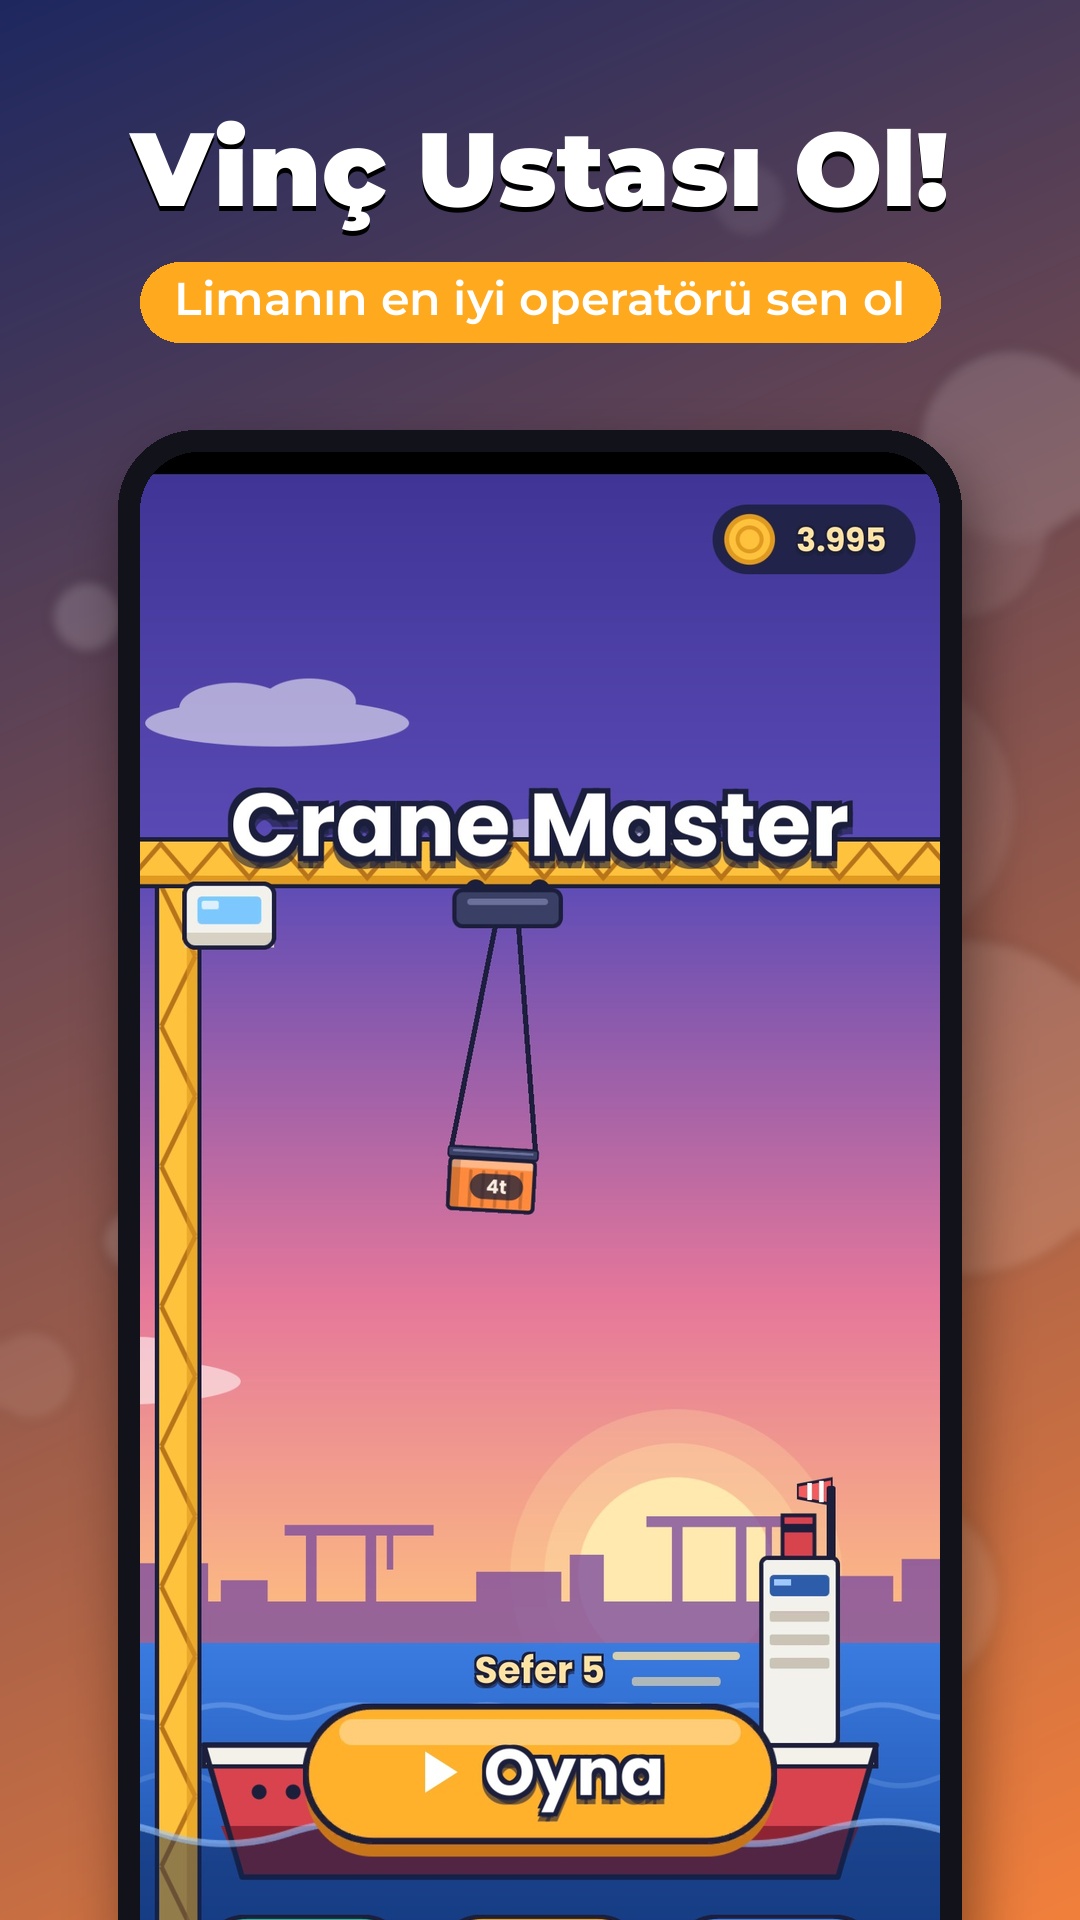 Vinç Ustası Ol!
Limanın en iyi operatörü sen ol
3.995
Crane Master
4t
Sefer 5
Oyna